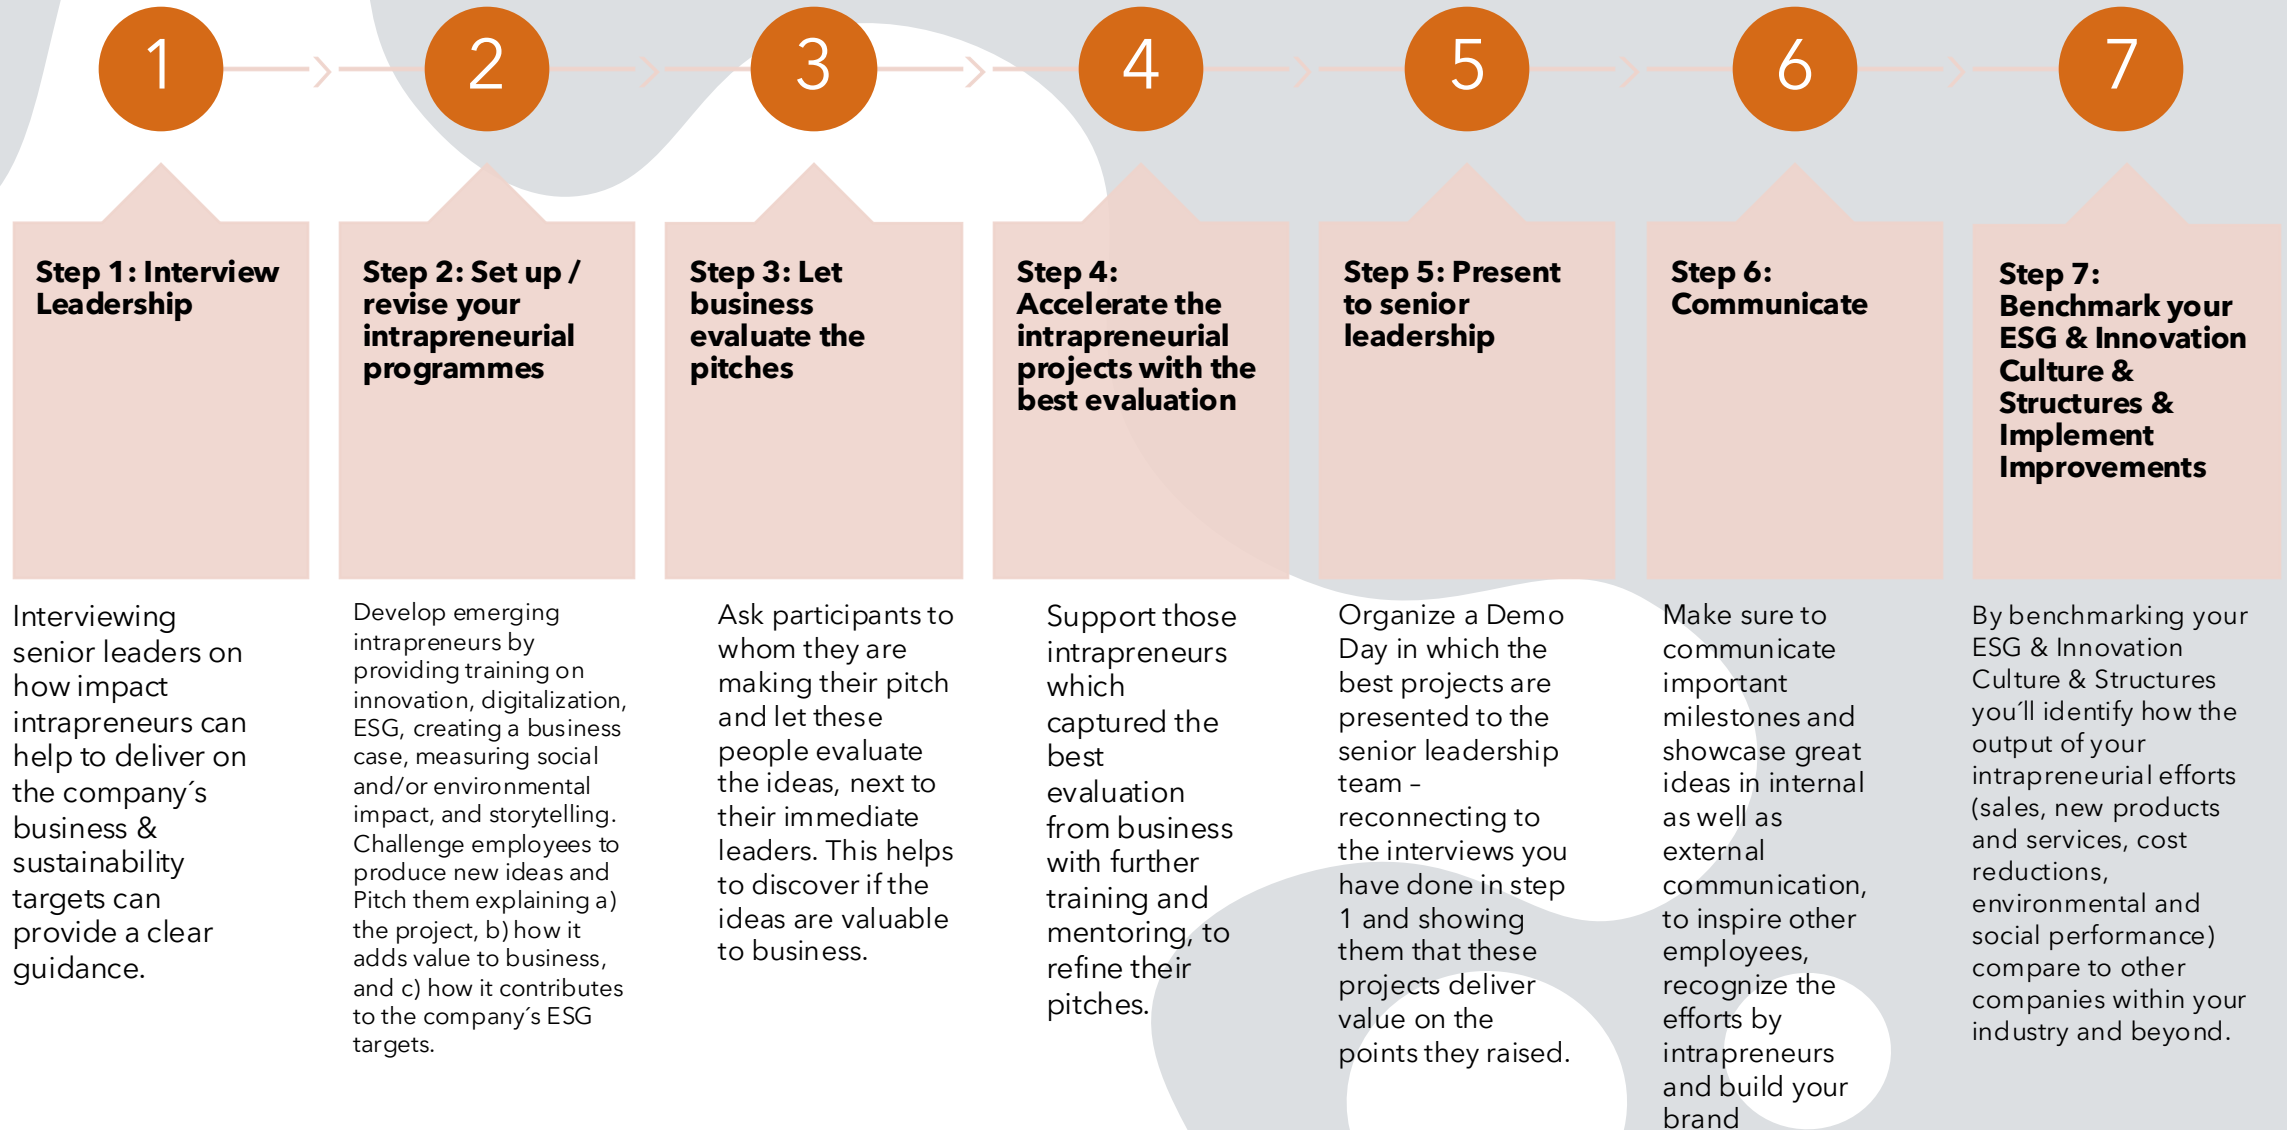 1
2
3
4
5
6
7
Step 1: Interview
Leadership
Interviewing
senior leaders on
how impact
intrapreneurs can
help to deliver on
the company´s
business &
sustainability
targets can
provide a clear
guidance.
Step 2: Set up /
revise your
intrapreneurial
programmes
Develop emerging
intrapreneurs by
providing training on
innovation, digitalization,
ESG, creating a business
case, measuring social
and/or environmental
impact, and storytelling.
Challenge employees to
produce new ideas and
Pitch them explaining a)
the project, b) how it
adds value to business,
and c) how it contributes
to the company´s ESG
targets.
Step 3: Let
business
evaluate the
pitches
Ask participants to
whom they are
making their pitch
and let these
people evaluate
the ideas, next to
their immediate
leaders. This helps
to discover if the
ideas are valuable
to business.
Step 4:
Accelerate the
intrapreneurial
projects with the
best evaluation
Support those
intrapreneurs
which
captured the
best
evaluation
from business
with further
training and
mentoring, to
refine their
pitches.
Step 5: Present
to senior
leadership
Organize a Demo
Day in which the
best projects are
presented to the
senior leadership
team –
reconnecting to
the interviews you
have done in step
1 and showing
them that these
projects deliver
value on the
points they raised.
Step 6:
Communicate
Make sure to
communicate
important
milestones and
showcase great
ideas in internal
as well as
external
communication,
to inspire other
employees,
recognize the
efforts by
intrapreneurs
and build your
brand
Step 7:
Benchmark your
ESG & Innovation
Culture &
Structures &
Implement
Improvements
By benchmarking your
ESG & Innovation
Culture & Structures
you´ll identify how the
output of your
intrapreneurial efforts
(sales, new products
and services, cost
reductions,
environmental and
social performance)
compare to other
companies within your
industry and beyond.